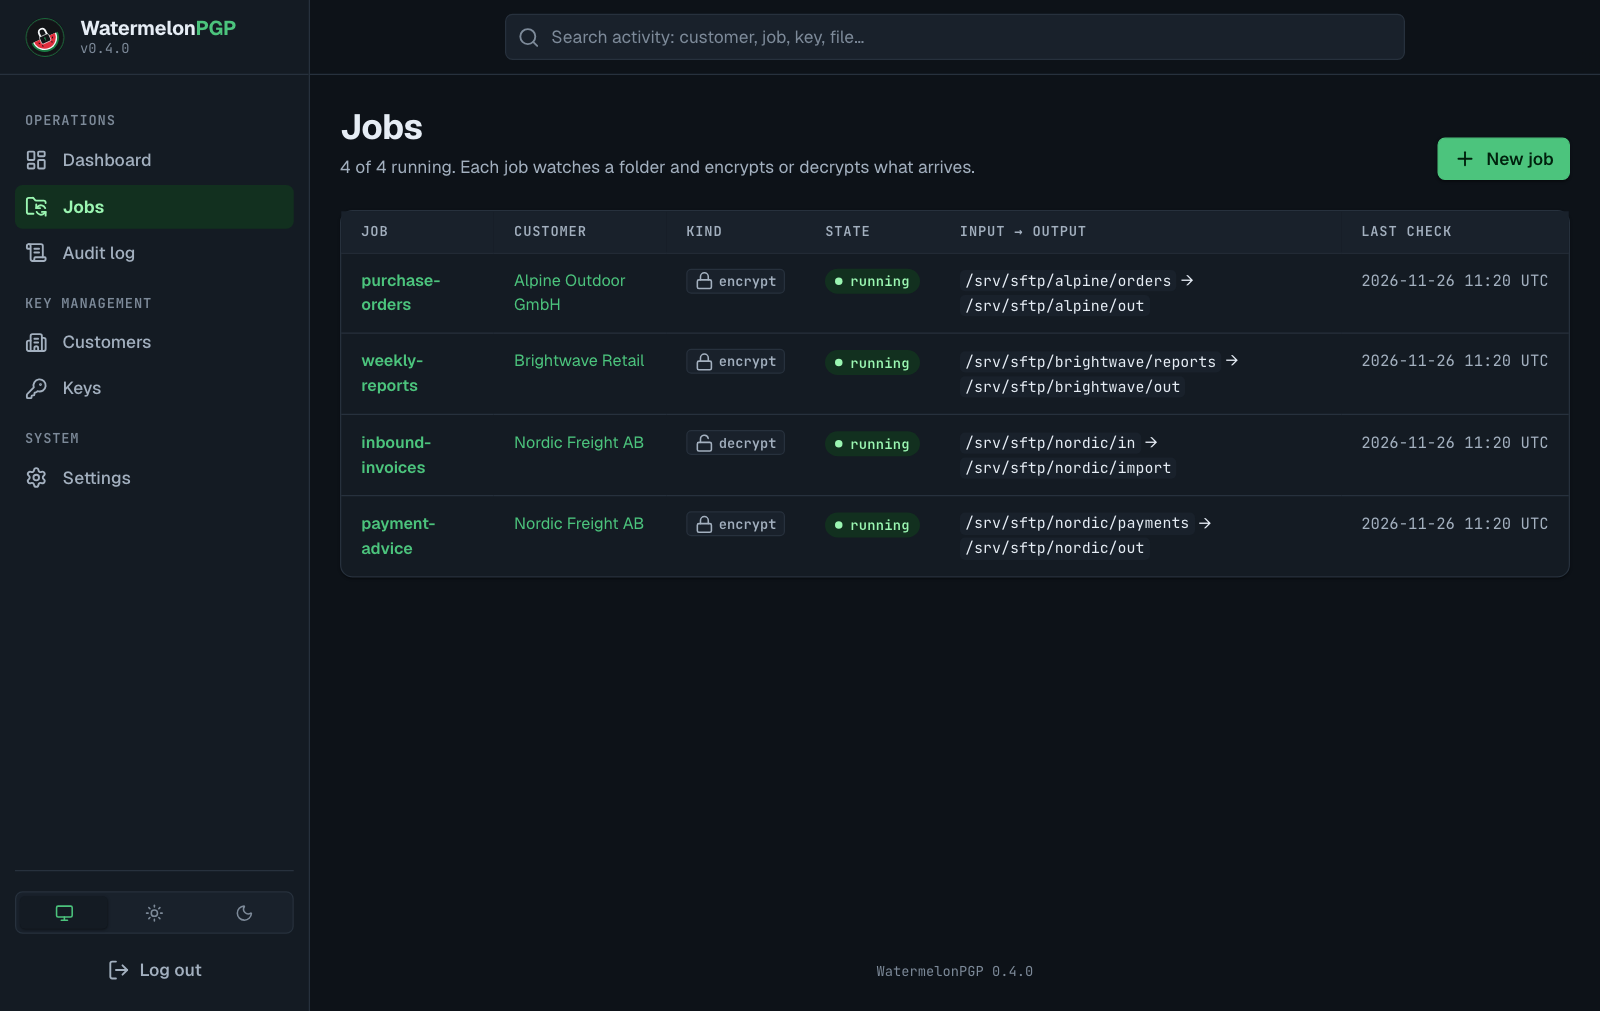 WatermelonPGP
v0.4.0
Search activity: customer, job, key, file…
OPERATIONS
Dashboard
Jobs
Audit log
KEY MANAGEMENT
Customers
Keys
SYSTEM
Settings
Log out
Jobs
4 of 4 running. Each job watches a folder and encrypts or decrypts what arrives.
New job
JOB CUSTOMER KIND STATE INPUT → OUTPUT LAST CHECK
purchase- Alpine Outdoor encrypt running /srv/sftp/alpine/orders → 2026-11-26 11:20 UTC
orders GmbH /srv/sftp/alpine/out
weekly- Brightwave Retail encrypt running /srv/sftp/brightwave/reports → 2026-11-26 11:20 UTC
reports /srv/sftp/brightwave/out
inbound- Nordic Freight AB decrypt running /srv/sftp/nordic/in → 2026-11-26 11:20 UTC
invoices /srv/sftp/nordic/import
payment- Nordic Freight AB encrypt running /srv/sftp/nordic/payments → 2026-11-26 11:20 UTC
advice /srv/sftp/nordic/out
WatermelonPGP 0.4.0